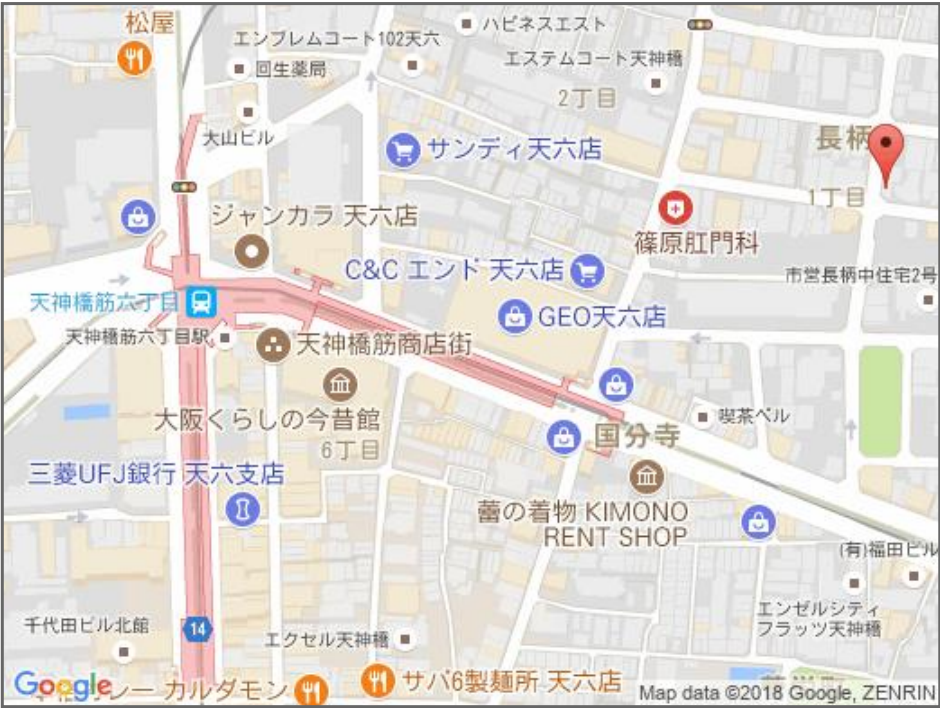 松屋
エンブレムコート102天六
ハピネスエスト
回生薬局
エステムコート天神橋
2丁目
大山ビル
サンディ天六店
長柄
1丁目
ジャンカラ 天六店
篠原肛門科
C&C エンド 天六店
市営長柄中住宅2号
天神橋筋六丁目
GEO天六店
天神橋筋六丁目駅
天神橋筋商店街
大阪くらしの今昔館
喫茶ベル
6丁目
国分寺
三菱UFJ銀行 天六支店
蕾の着物 KIMONO
RENT SHOP
(有)福田ビル
エンゼルシティ
フラッツ天神橋
千代田ビル北館
14
エクセル天神橋
サバ6製麺所 天六店
Google
レー カルダモン
Map data ©2018 Google, ZENRIN